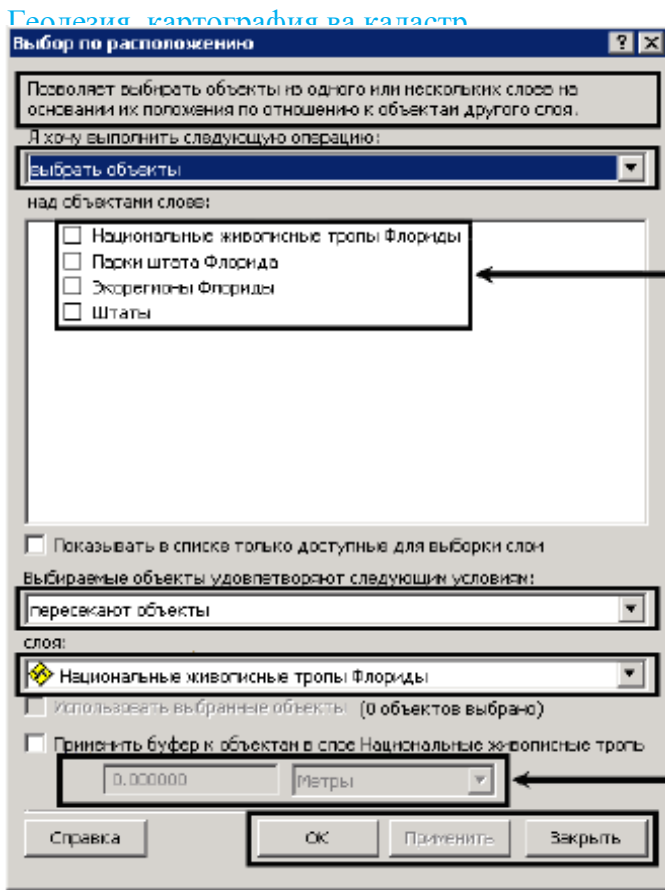 Геодезия, картография ва кадастр
Выбор по расположению
Позволяет выбирать объекты из одного или нескольких слоев на
основании их положения по отношению к объектам другого слоя.
Я хочу выполнить следующую операцию:
выбрать объекты
над объектами слоев:
Национальные живописные тропы Флориды
Парки штата Флорида
Экорегионы Флориды
Штаты
Показывать в списке только доступные для выборки слои
Выбираемые объекты удовлетворяют следующим условиям:
пересекают объекты
слоя:
Национальные живописные тропы Флориды
Использовать выбранные объекты (0 объектов выбрано)
Применить буфер к объектам в слое Национальные живописные тропы
0.000000 Метры
Справка ОК Применить Закрыть